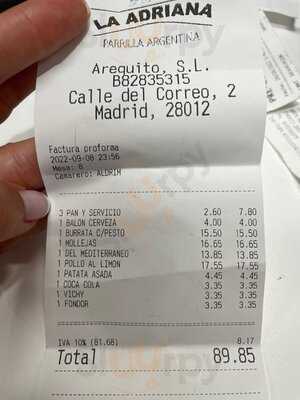 LA ADRIANA
PARRILLA ARGENTINA
Arequito, S.L.
B82835315
Calle del Correo, 2
Madrid, 28012
Factura proforma
2022-09-08 23:56
Mesa: 8
Camarero: ALDRIM
3 PAN Y SERVICIO 2.60 7.80
1 BALON CERVEZA 4.00 4.00
1 BURRATA C/PESTO 15.50 15.50
1 MOLLEJAS 16.65 16.65
1 DEL MEDITERRANEO 13.85 13.85
1 POLLO AL LIMON 17.55 17.55
1 PATATA ASADA 4.45 4.45
1 COCA COLA 3.35 3.35
1 VICHY 3.35 3.35
1 FONDOR 3.35 3.35
IVA 10% (81.68) 8.17
Total 89.85